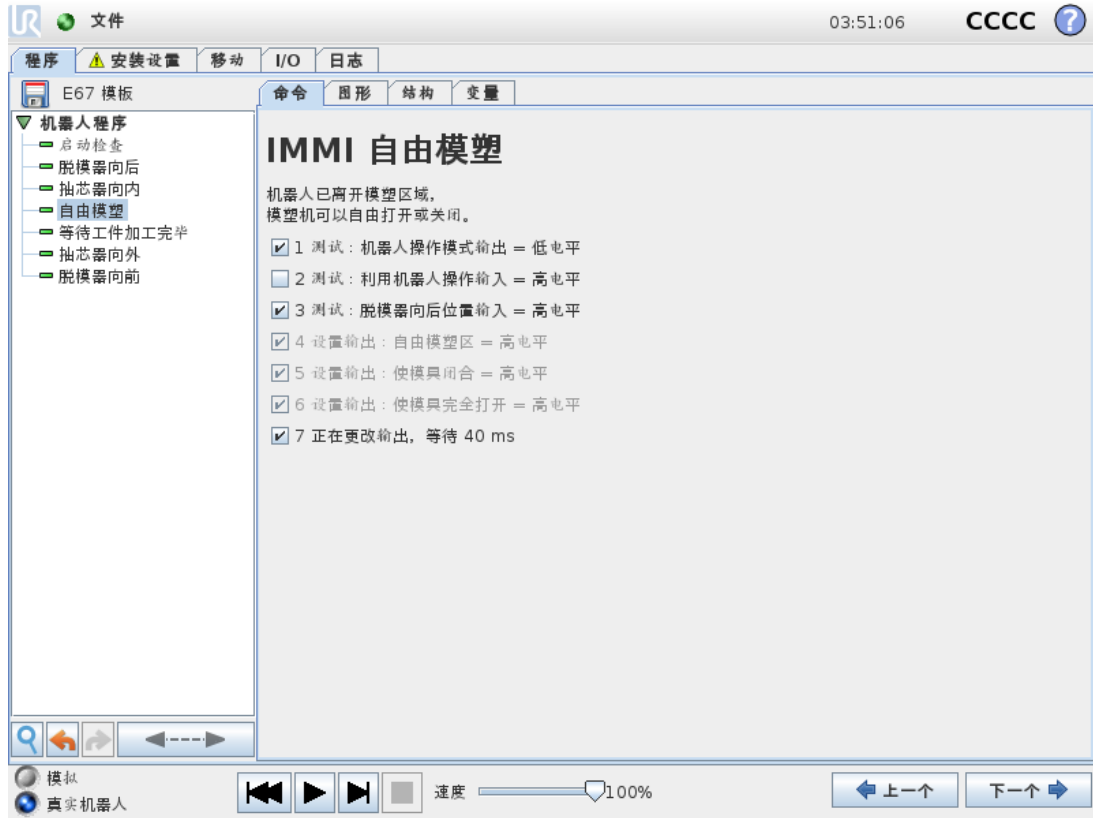 UR 文件 03:51:06 CCCC ?
程序 安装设置 移动 I/O 日志
E67 模板
命令 图形 结构 变量
机器人程序
启动检查
脱模器向后
抽芯器向内
自由模塑
等待工件加工完毕
抽芯器向外
脱模器向前
IMMI 自由模塑
机器人已离开模塑区域,
模塑机可以自由打开或关闭。
1 测试：机器人操作模式输出 = 低电平
2 测试：利用机器人操作输入 = 高电平
3 测试：脱模器向后位置输入 = 高电平
4 设置输出：自由模塑区 = 高电平
5 设置输出：使模具闭合 = 高电平
6 设置输出：使模具完全打开 = 高电平
7 正在更改输出, 等待 40 ms
模拟
真实机器人
速度 100%
上一个 下一个